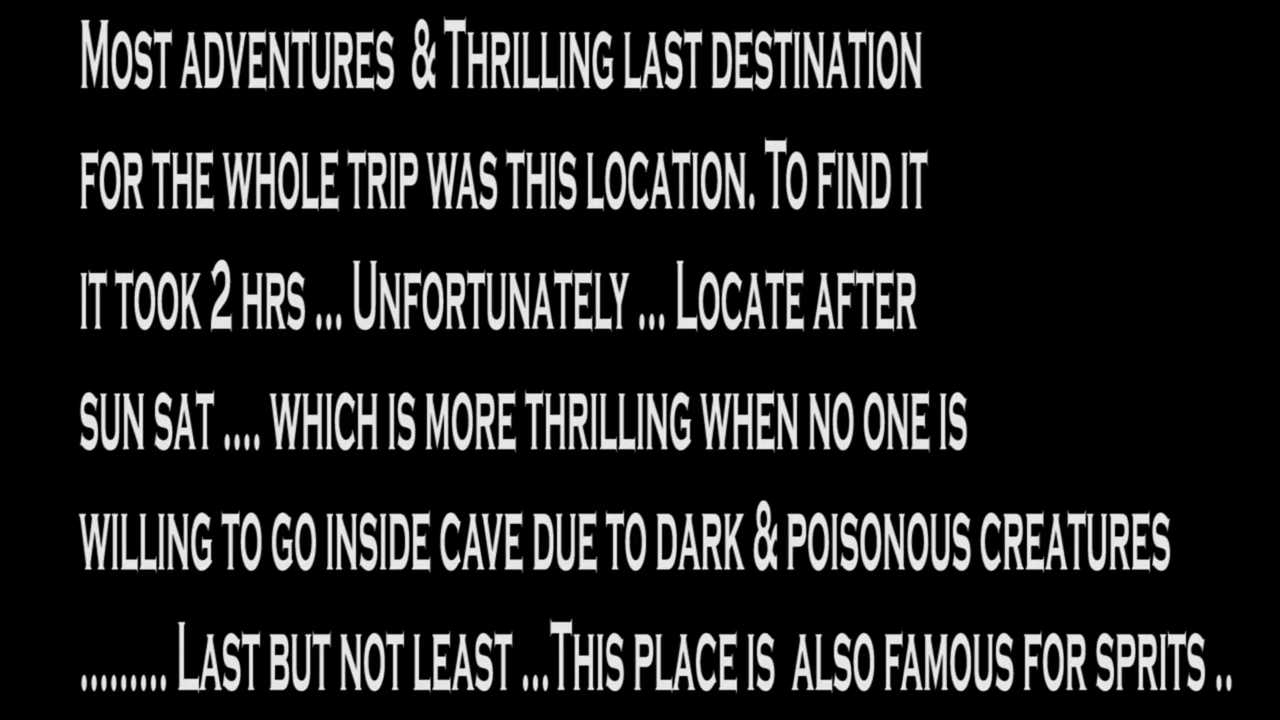 Most adventures & Thrilling last destination
for the whole trip was this location. To find it
it took 2 hrs ... Unfortunately ... Locate after
sun sat .... which is more thrilling when no one is
willing to go inside cave due to dark & poisonous creatures
......... Last but not least ...This place is also famous for sprits ..